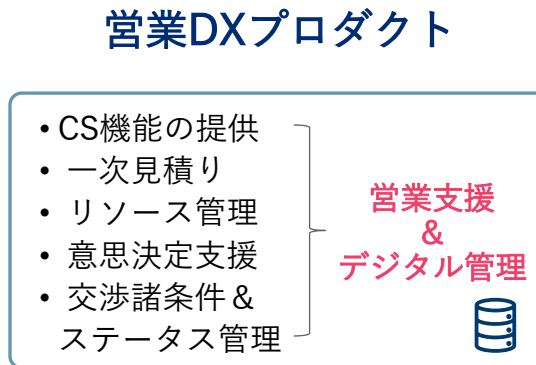 営業DXプロダクト
• CS機能の提供
• 一次見積り
• リソース管理
• 意思決定支援
• 交渉諸条件＆
ステータス管理
営業支援
&
デジタル管理